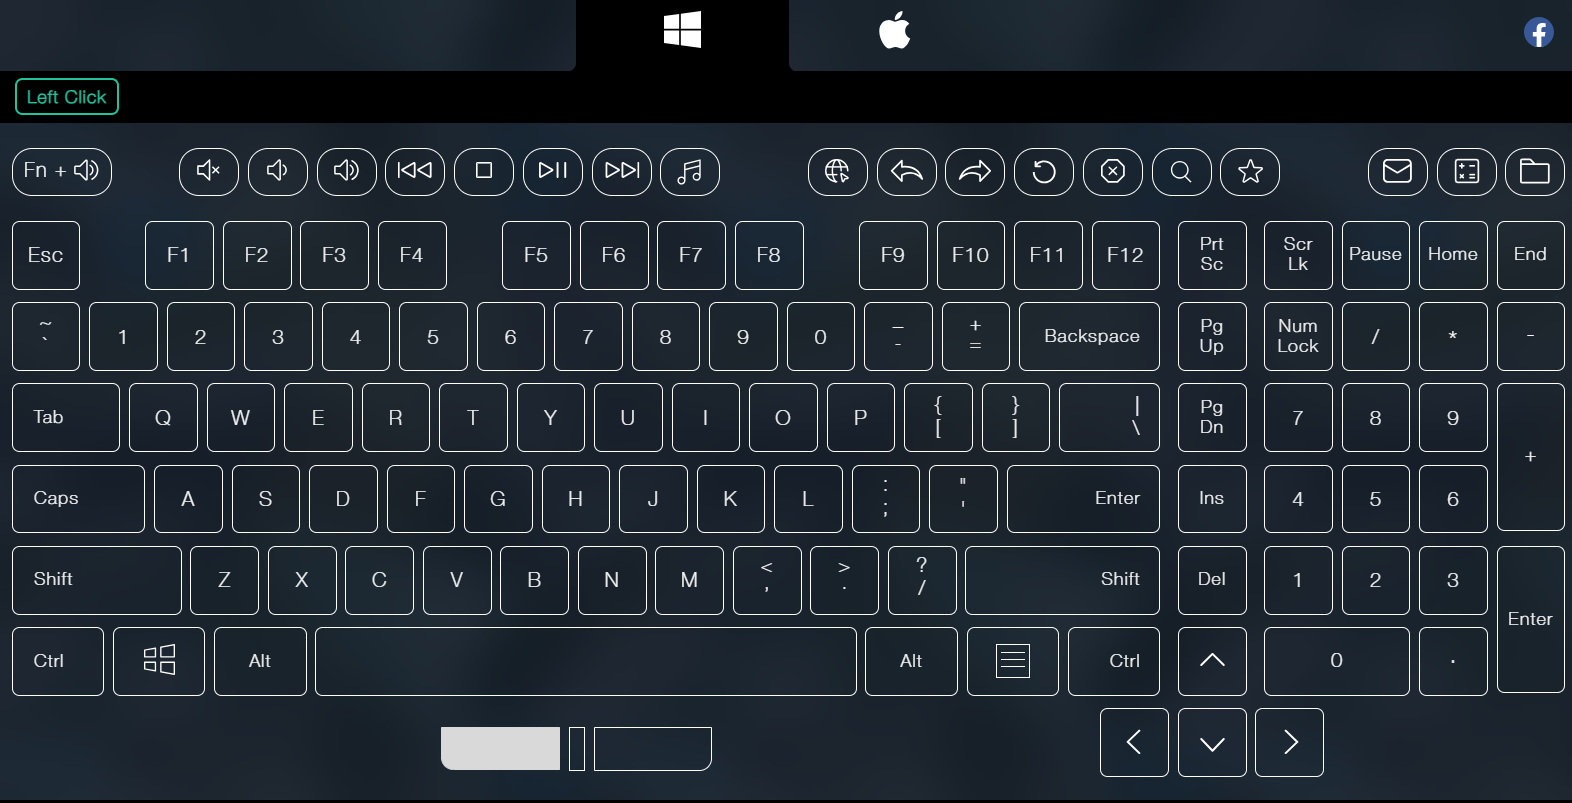 Left Click
Fn +
Esc F1 F2 F3 F4 F5 F6 F7 F8 F9 F10 F11 F12 Prt Sc Scr Lk Pause Home End
~ ` 1 2 3 4 5 6 7 8 9 0 _ - + = Backspace Pg Up Num Lock / * -
Tab Q W E R T Y U I O P { [ } ] | \ Pg Dn 7 8 9 +
Caps A S D F G H J K L : ; " ' Enter Ins 4 5 6
Shift Z X C V B N M < , > . ? / Shift Del 1 2 3 Enter
Ctrl Alt Alt Ctrl 0 .